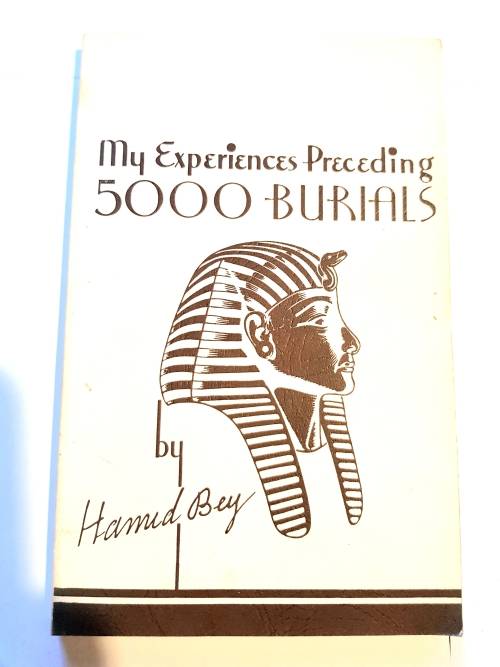 My Experiences Preceding
5000 BURIALS
by
Hamid Bey